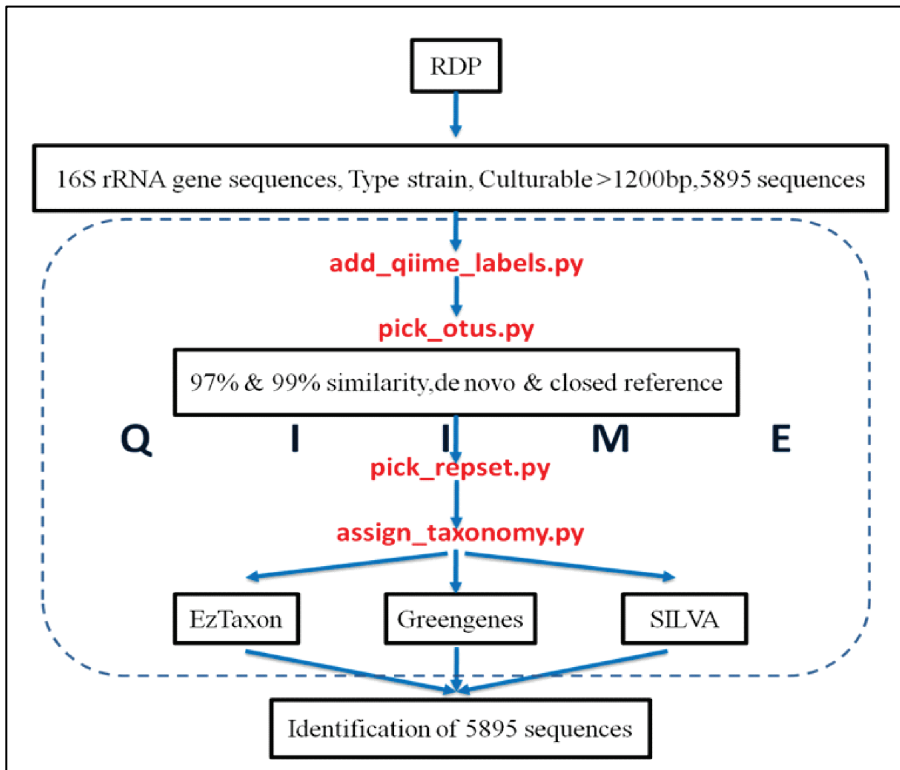 RDP
16S rRNA gene sequences, Type strain, Culturable >1200bp,5895 sequences
add_qiime_labels.py
pick_otus.py
97% & 99% similarity,de novo & closed reference
Q I I M E
pick_repset.py
assign_taxonomy.py
EzTaxon Greengenes SILVA
Identification of 5895 sequences